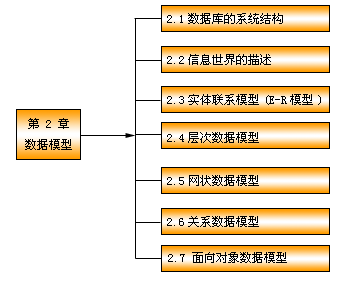 第 2 章
数据模型
2.1 数据库的系统结构
2.2 信息世界的描述
2.3 实体联系模型 (E-R 模型 )
2.4 层次数据模型
2.5 网状数据模型
2.6 关系数据模型
2.7 面向对象数据模型